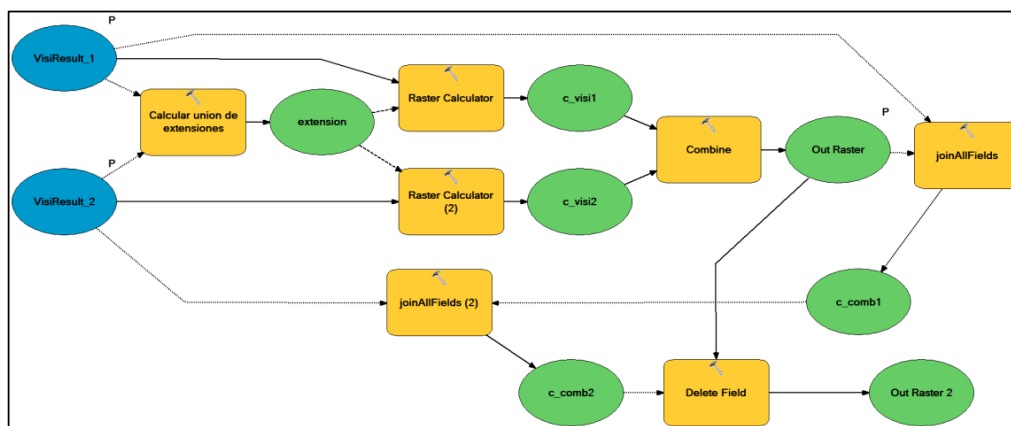 P
VisiResult_1
Calcular union de
extensiones
extension
Raster Calculator
c_visi1
Combine
P
Out Raster
joinAllFields
P
VisiResult_2
Raster Calculator
(2)
c_visi2
joinAllFields (2)
c_comb1
c_comb2
Delete Field
Out Raster 2